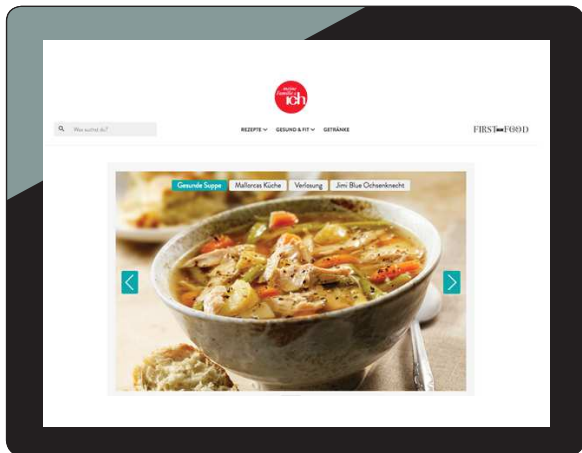 meine
Familie &
ich
Was suchst du?
REZEPTE GESUND & FIT GETRÄNKE
FIRST FOOD
Gesunde Suppe Mallorcas Küche Verlosung Jimi Blue Ochsenknecht